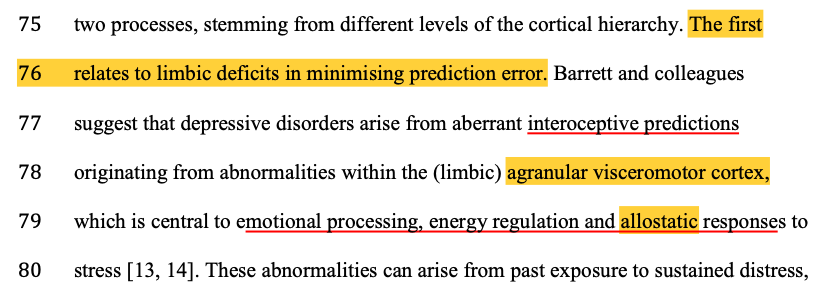 75 two processes, stemming from different levels of the cortical hierarchy. The first
76 relates to limbic deficits in minimising prediction error. Barrett and colleagues
77 suggest that depressive disorders arise from aberrant interoceptive predictions
78 originating from abnormalities within the (limbic) agranular visceromotor cortex,
79 which is central to emotional processing, energy regulation and allostatic responses to
80 stress [13, 14]. These abnormalities can arise from past exposure to sustained distress,